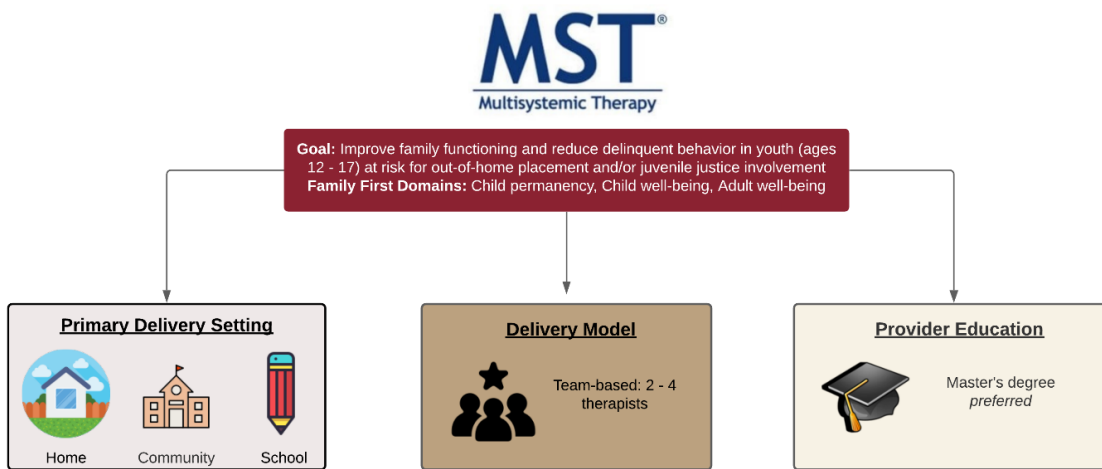 MST®
Multisystemic Therapy
Goal: Improve family functioning and reduce delinquent behavior in youth (ages
12 - 17) at risk for out-of-home placement and/or juvenile justice involvement
Family First Domains: Child permanency, Child well-being, Adult well-being
Primary Delivery Setting
Home
Community
School
Delivery Model
Team-based: 2 - 4
therapists
Provider Education
Master's degree
preferred